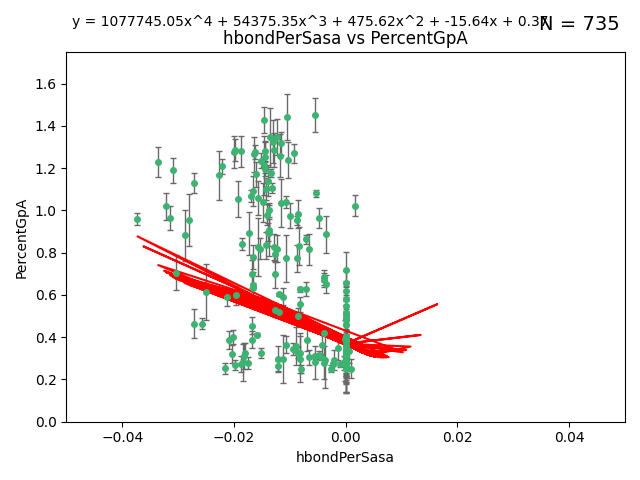 y = 1077745.05x^4 + 54375.35x^3 + 475.62x^2 + -15.64x + 0.37
N = 735
hbondPerSasa vs PercentGpA
PercentGpA
1.6
1.4
1.2
1.0
0.8
0.6
0.4
0.2
0.0
−0.04 −0.02 0.00 0.02 0.04
hbondPerSasa